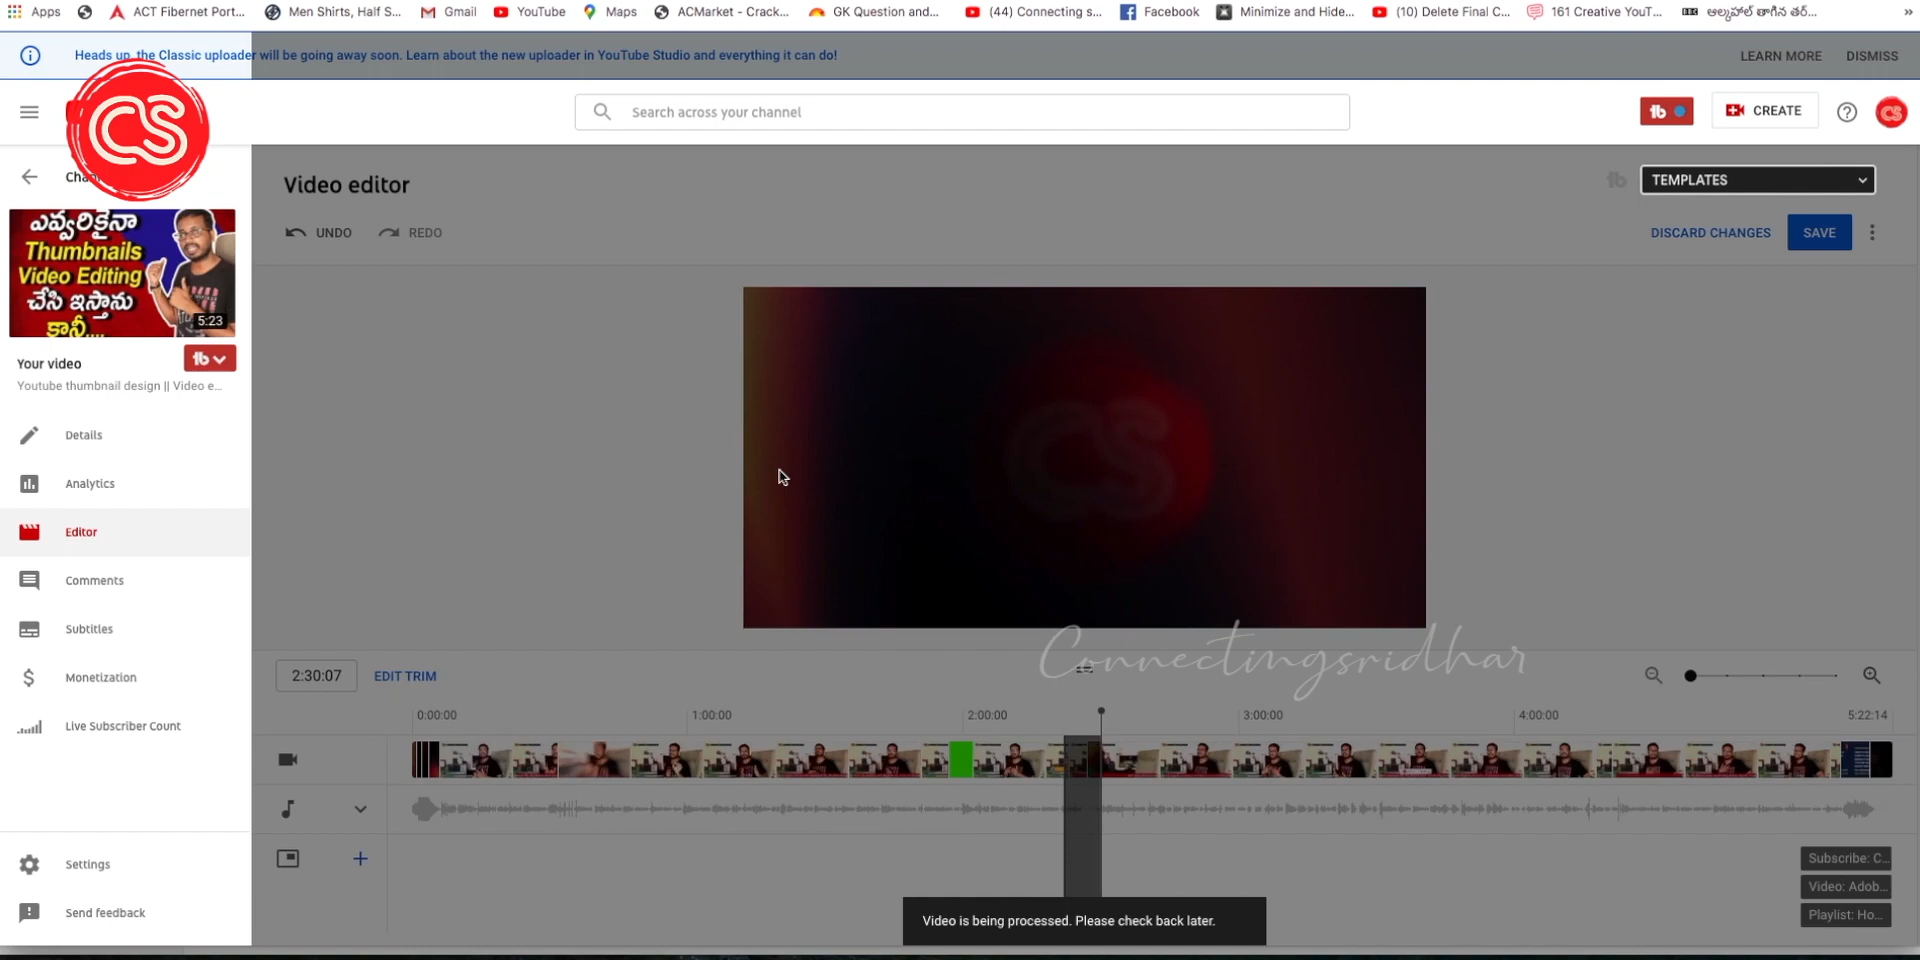 Apps
ACT Fibernet Port...
Men Shirts, Half S...
Gmail
YouTube
Maps
ACMarket - Crack...
GK Question and...
(44) Connecting s...
Facebook
Minimize and Hide...
(10) Delete Final C...
161 Creative YouT...
ఆల్కహాల్ తాగిన తర్...
Heads up, the Classic uploader will be going away soon. Learn about the new uploader in YouTube Studio and everything it can do!
LEARN MORE
DISMISS
CS
Search across your channel
CREATE
CS
Video editor
TEMPLATES
UNDO
REDO
DISCARD CHANGES
SAVE
ఎవ్వరికైనా
Thumbnails
Video Editing
చేసి ఇస్తాను
కానీ....
5:23
Your video
Youtube thumbnail design || Video e...
Details
Analytics
Editor
Comments
Subtitles
Monetization
Live Subscriber Count
Settings
Send feedback
CS
Connectingsridhar
2:30:07
EDIT TRIM
0:00:00
1:00:00
2:00:00
3:00:00
4:00:00
5:22:14
Subscribe: C...
Video: Adob...
Playlist: Ho...
Video is being processed. Please check back later.